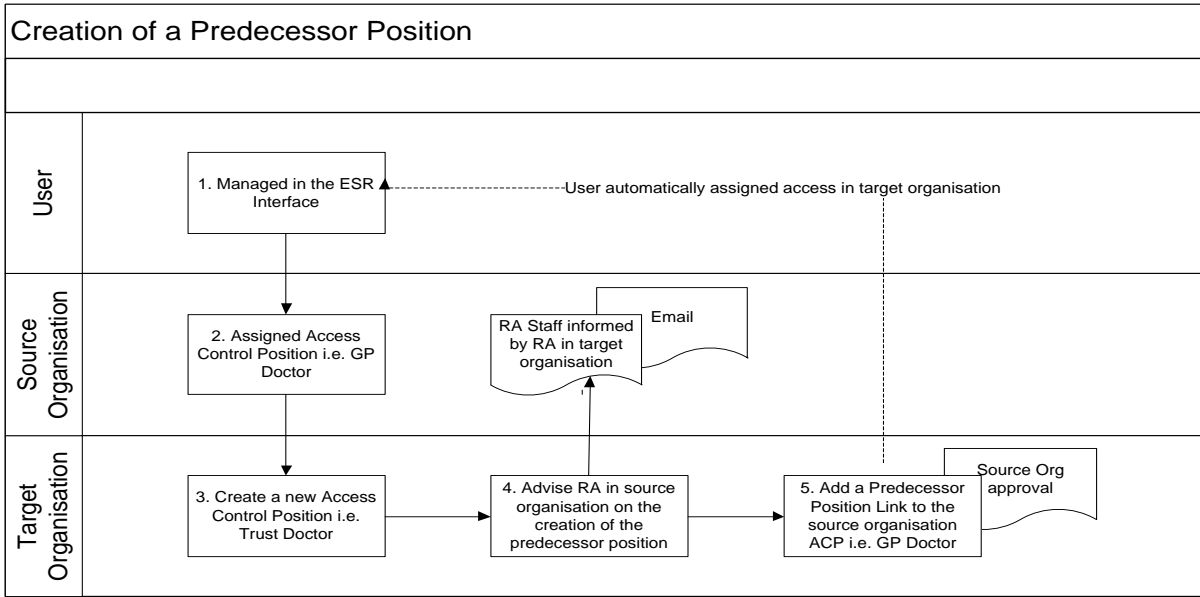 Creation of a Predecessor Position
User
1. Managed in the ESR
Interface
User automatically assigned access in target organisation
Source
Organisation
2. Assigned Access
Control Position i.e. GP
Doctor
RA Staff informed
by RA in target
organisation
Email
Target
Organisation
3. Create a new Access
Control Position i.e.
Trust Doctor
4. Advise RA in source
organisation on the
creation of the
predecessor position
5. Add a Predecessor
Position Link to the
source organisation
ACP i.e. GP Doctor
Source Org
approval